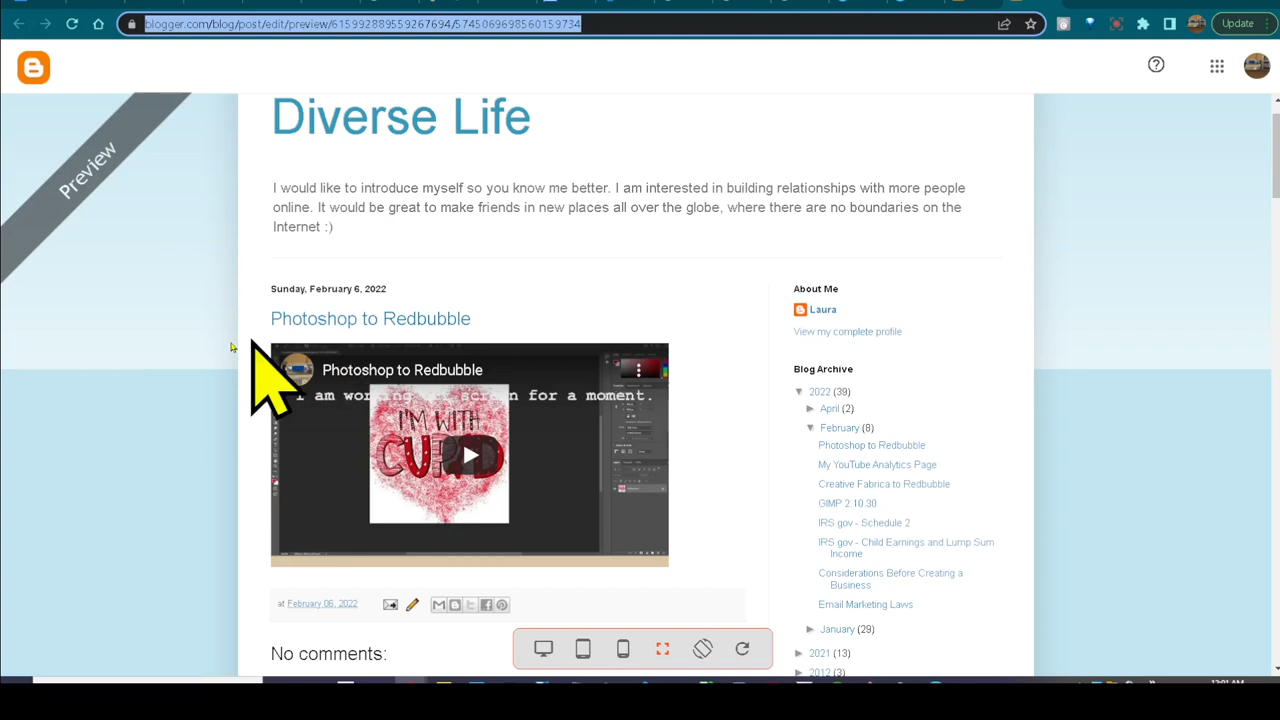 blogger.com/blog/post/edit/preview/615992889559267694/5745069698560159734
Update
Preview
Diverse Life
I would like to introduce myself so you know me better. I am interested in building relationships with more people
online. It would be great to make friends in new places all over the globe, where there are no boundaries on the
Internet :)
Sunday, February 6, 2022
Photoshop to Redbubble
Photoshop to Redbubble
am working off screen for a moment.
I'M WITH
CUPID
at February 06, 2022
No comments:
About Me
Laura
View my complete profile
Blog Archive
▼ 2022 (39)
► April (2)
▼ February (8)
Photoshop to Redbubble
My YouTube Analytics Page
Creative Fabrica to Redbubble
GIMP 2.10.30
IRS gov - Schedule 2
IRS gov - Child Earnings and Lump Sum
Income
Considerations Before Creating a
Business
Email Marketing Laws
► January (29)
► 2021 (13)
► 2012 (3)